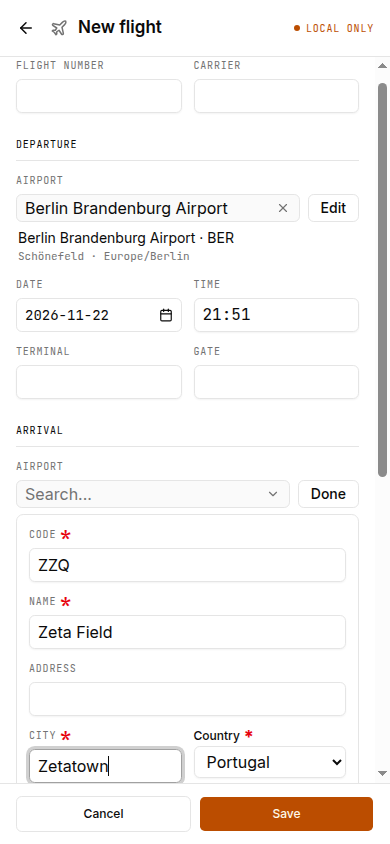 New flight
LOCAL ONLY
FLIGHT NUMBER
CARRIER
DEPARTURE
AIRPORT
Berlin Brandenburg Airport
Edit
Berlin Brandenburg Airport · BER
Schönefeld · Europe/Berlin
DATE
TIME
2026-11-22
21:51
TERMINAL
GATE
ARRIVAL
AIRPORT
Search...
Done
CODE *
ZZQ
NAME *
Zeta Field
ADDRESS
CITY *
Country *
Zetatown
Portugal
Cancel
Save